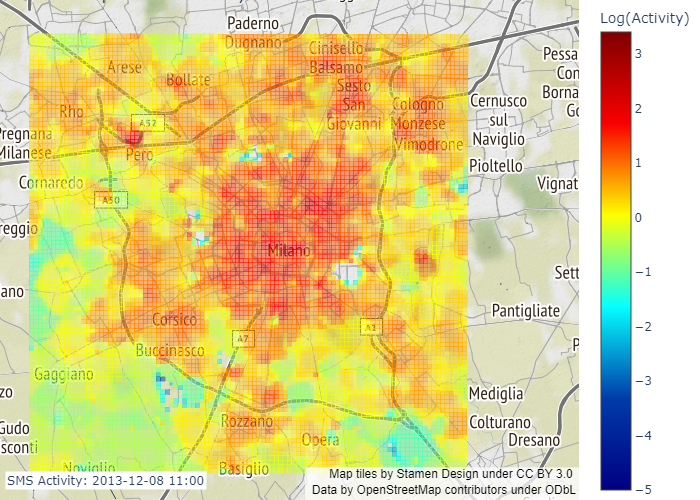 Log(Activity)
3
2
1
0
−1
−2
−3
−4
−5
Paderno
Dugnano
Cinisello
Balsamo
Arese
Bollate
Sesto
San
Giovanni
Pessa
Con
Borna
Go
Rho
A52
Cologno
Monzese
Cernusco
sul
Naviglio
Pregnana
Milanese
Pero
Vimodrone
Pioltello
Cornaredo
Vignat
A50
reggio
Milano
Sett
ano
Corsico
A7
A1
Pantigliate
Buccinasco
P
Gaggiano
zo
Mediglia
Gudo
sconti
Rozzano
Opera
Colturano
Dresano
Noviglio
Basiglio
SMS Activity: 2013-12-08 11:00
Map tiles by Stamen Design under CC BY 3.0
Data by OpenStreetMap contributors under ODbL